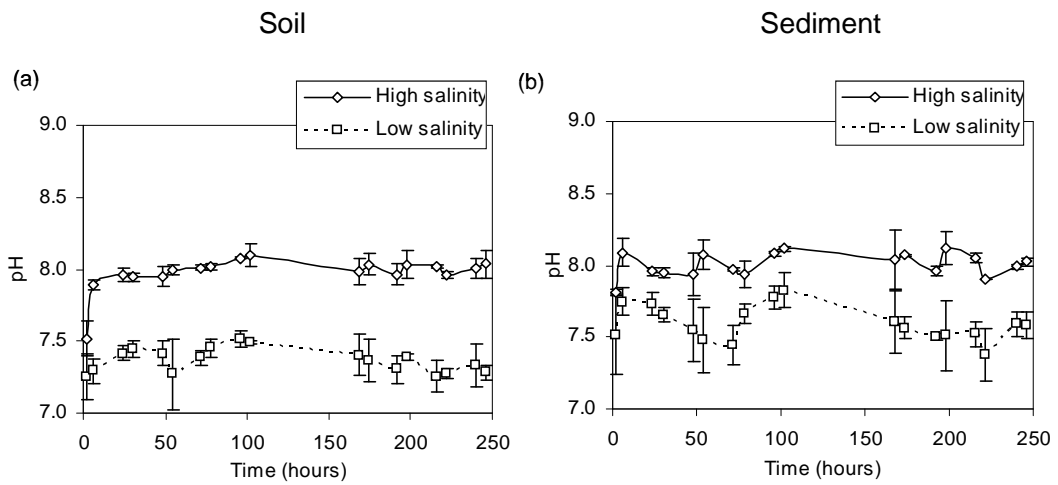 Soil
Sediment
(a)
High salinity
Low salinity
9.0
8.5
8.0
7.5
7.0
pH
0 50 100 150 200 250
Time (hours)
(b)
High salinity
Low salinity
9.0
8.5
8.0
7.5
7.0
pH
0 50 100 150 200 250
Time (hours)